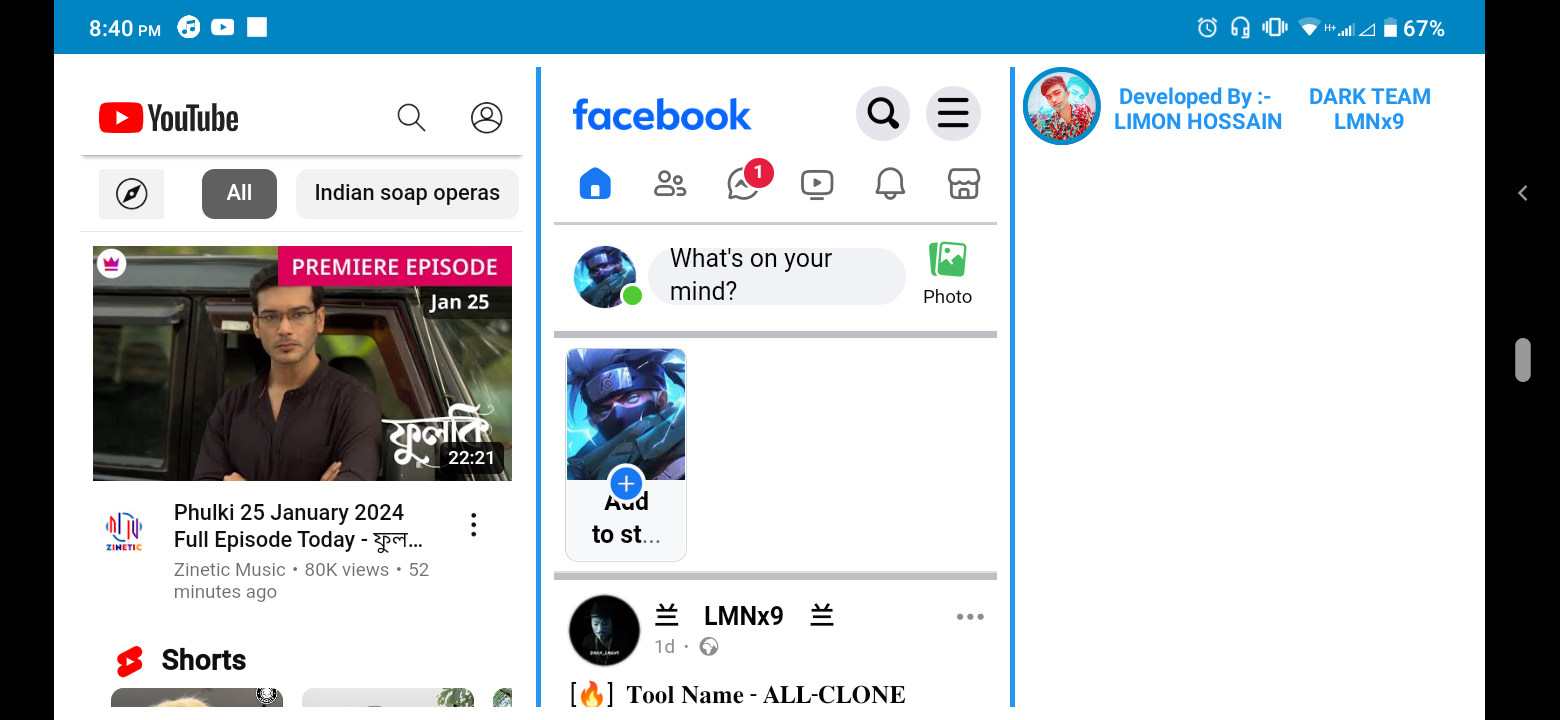 8:40 PM
H+
67%
YouTube
All
Indian soap operas
PREMIERE EPISODE
Jan 25
ফুলকি
22:21
ZINETIC
Phulki 25 January 2024
Full Episode Today - ফুল...
Zinetic Music • 80K views • 52
minutes ago
Shorts
facebook
1
What's on your
mind?
Photo
Add
to st...
兰 LMNx9 兰
1d •
[🔥] Tool Name - ALL-CLONE
Developed By :-
LIMON HOSSAIN
DARK TEAM
LMNx9